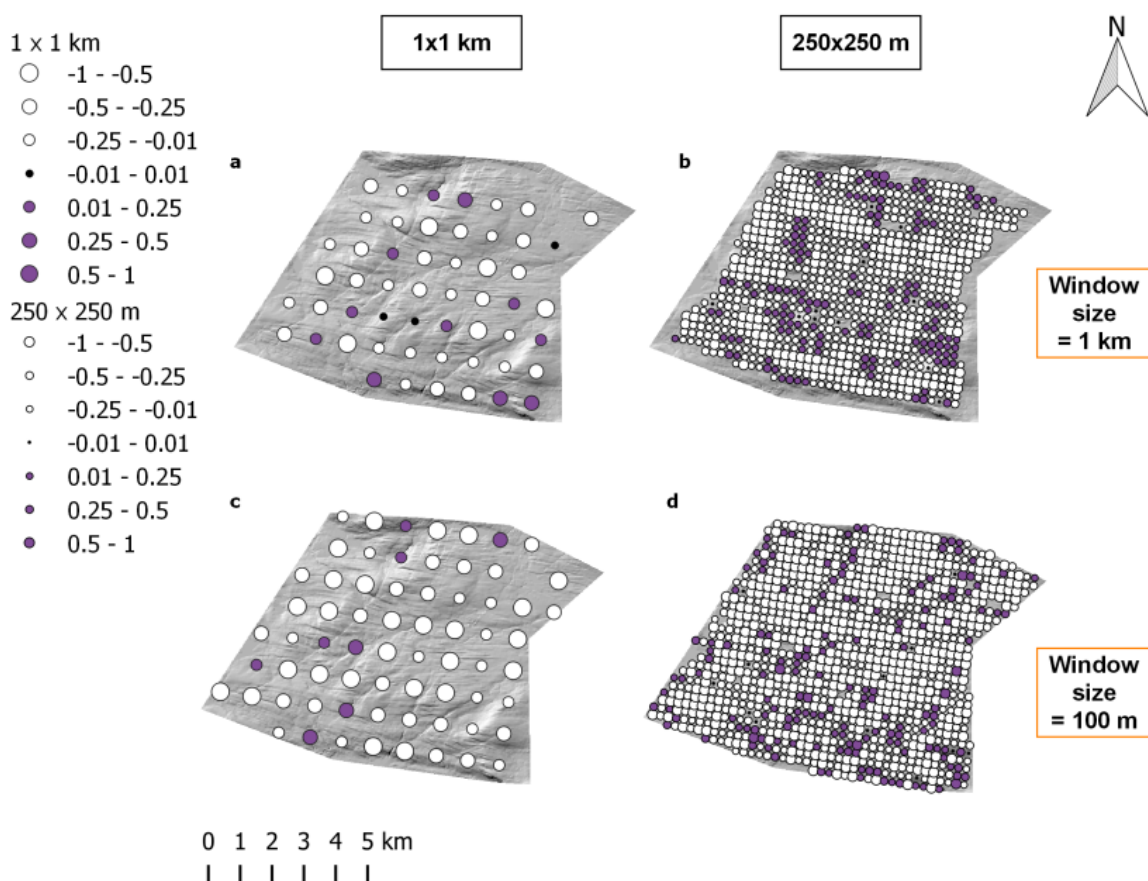 1x1 km
250x250 m
N
1 x 1 km
-1 - -0.5
-0.5 - -0.25
-0.25 - -0.01
-0.01 - 0.01
0.01 - 0.25
0.25 - 0.5
0.5 - 1
250 x 250 m
-1 - -0.5
-0.5 - -0.25
-0.25 - -0.01
-0.01 - 0.01
0.01 - 0.25
0.25 - 0.5
0.5 - 1
a
b
Window
size
= 1 km
c
d
Window
size
= 100 m
0 1 2 3 4 5 km